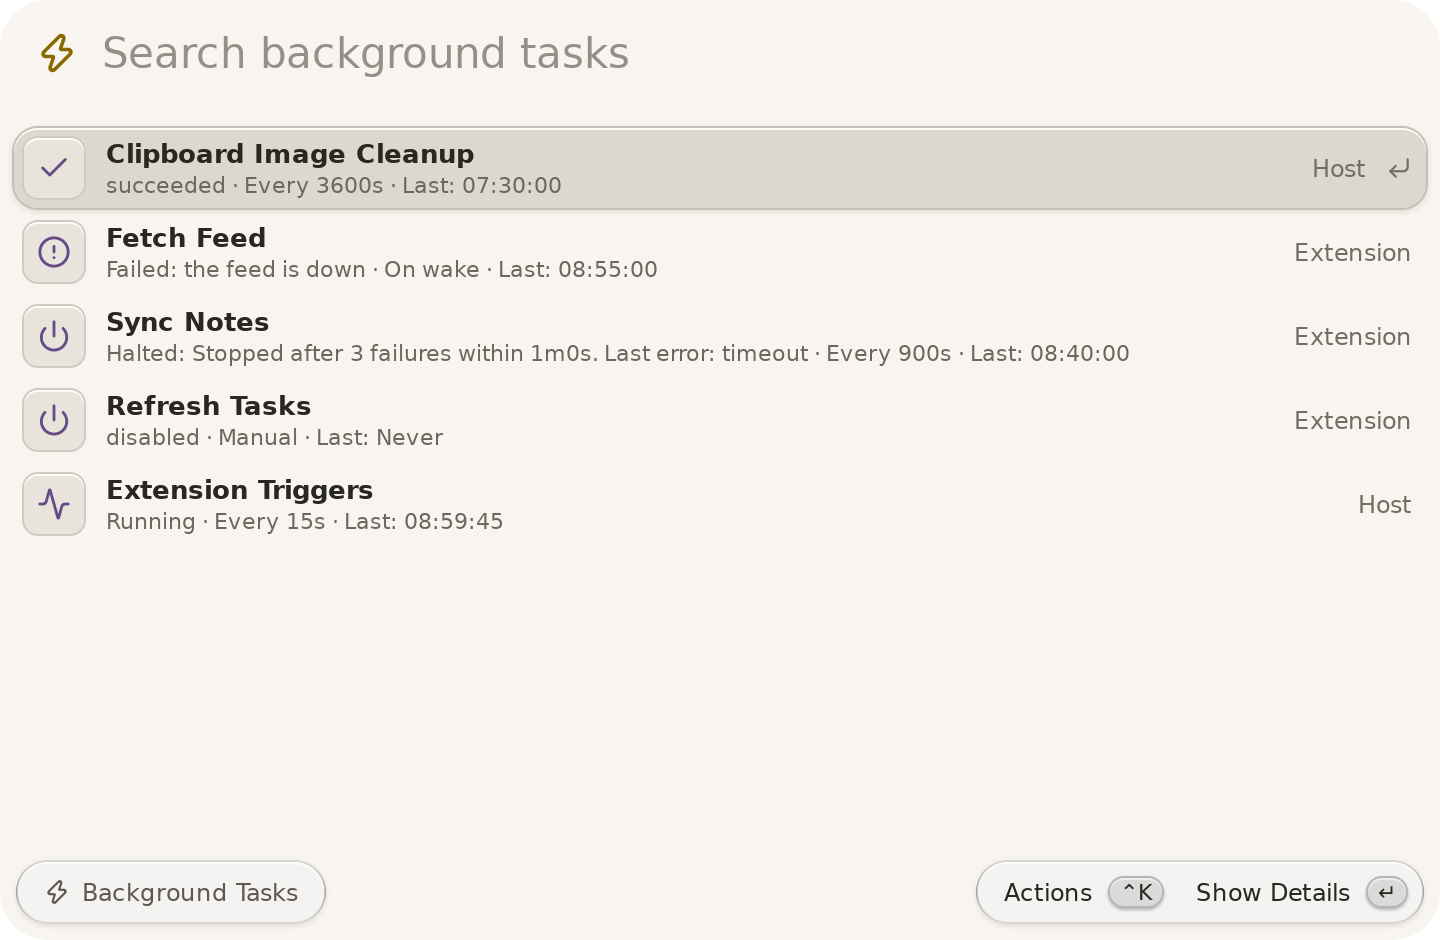 Search background tasks
Clipboard Image Cleanup
succeeded · Every 3600s · Last: 07:30:00
Host
Fetch Feed
Failed: the feed is down · On wake · Last: 08:55:00
Extension
Sync Notes
Halted: Stopped after 3 failures within 1m0s. Last error: timeout · Every 900s · Last: 08:40:00
Extension
Refresh Tasks
disabled · Manual · Last: Never
Extension
Extension Triggers
Running · Every 15s · Last: 08:59:45
Host
Background Tasks
Actions ^K Show Details ↵